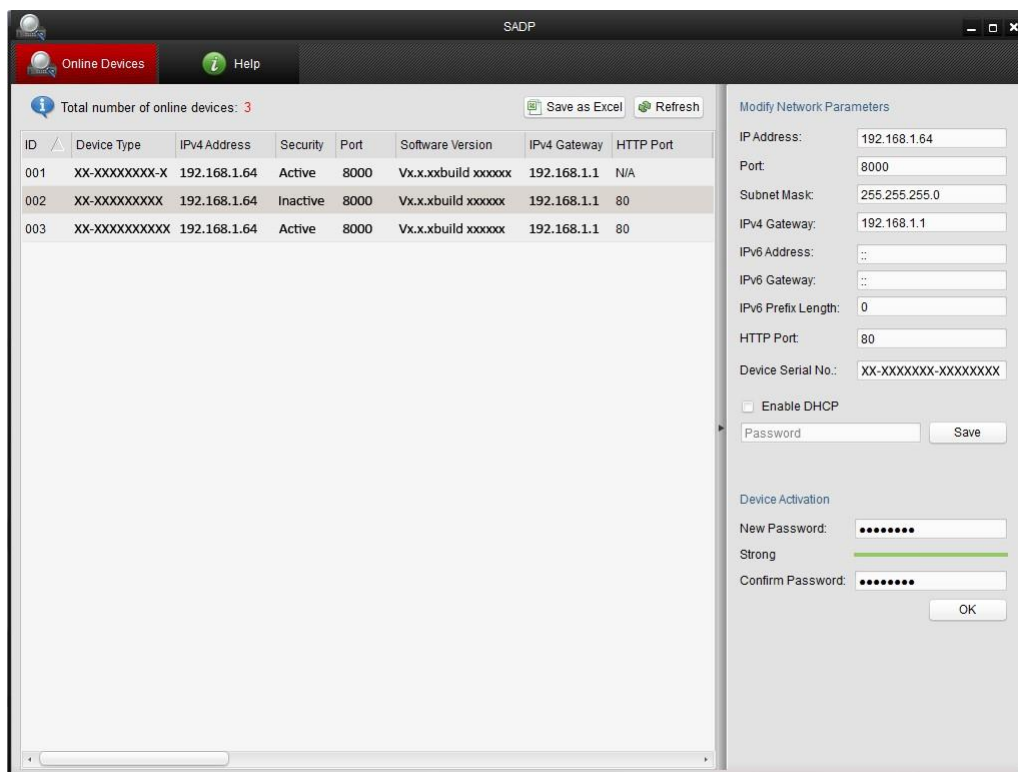 SADP
Online Devices
Help
Total number of online devices: 3
Save as Excel
Refresh
ID Device Type IPv4 Address Security Port Software Version IPv4 Gateway HTTP Port
001 XX-XXXXXXXX-X 192.168.1.64 Active 8000 Vx.x.xxbuild xxxxxx 192.168.1.1 N/A
002 XX-XXXXXXXXX 192.168.1.64 Inactive 8000 Vx.x.xbuild xxxxxx 192.168.1.1 80
003 XX-XXXXXXXXXX 192.168.1.64 Active 8000 Vx.x.xbuild xxxxxx 192.168.1.1 80
Modify Network Parameters
IP Address: 192.168.1.64
Port: 8000
Subnet Mask: 255.255.255.0
IPv4 Gateway: 192.168.1.1
IPv6 Address: ::
IPv6 Gateway: ::
IPv6 Prefix Length: 0
HTTP Port: 80
Device Serial No.: XX-XXXXXXX-XXXXXXXX
Enable DHCP
Password
Save
Device Activation
New Password: ●●●●●●●●
Strong
Confirm Password: ●●●●●●●●
OK